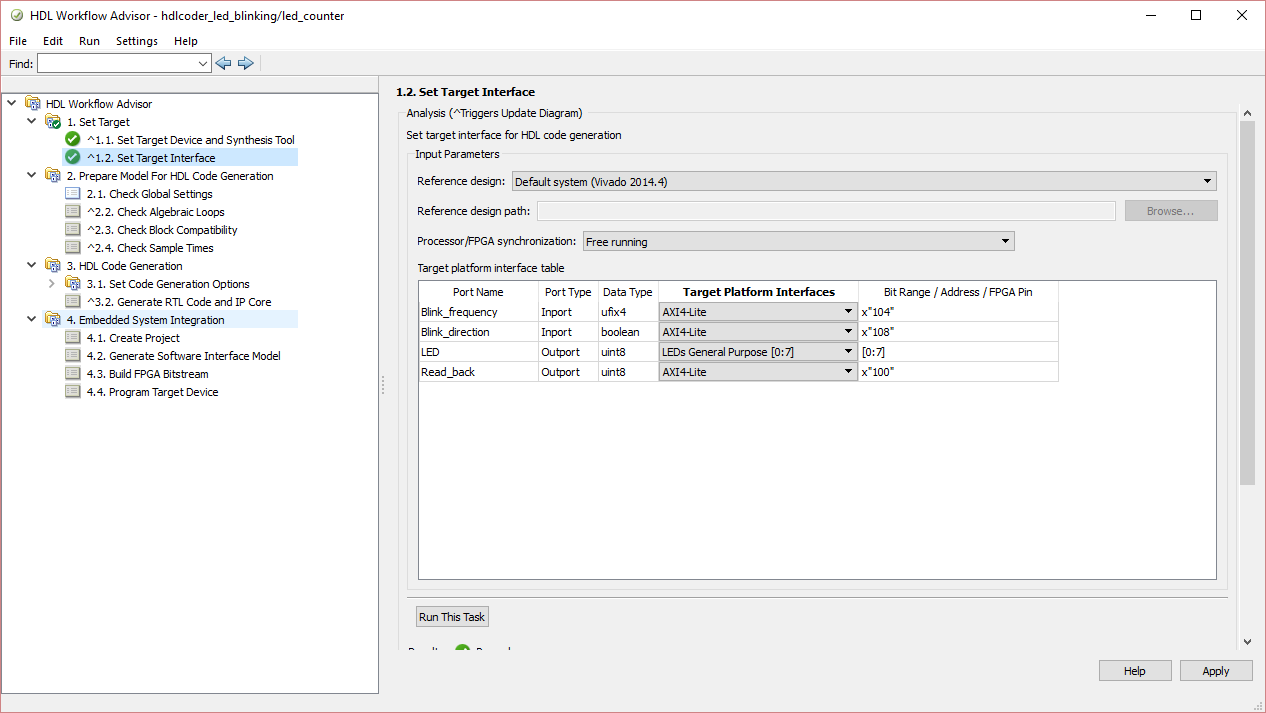 HDL Workflow Advisor - hdlcoder_led_blinking/led_counter
File Edit Run Settings Help
Find:
HDL Workflow Advisor
1. Set Target
^1.1. Set Target Device and Synthesis Tool
^1.2. Set Target Interface
2. Prepare Model For HDL Code Generation
2.1. Check Global Settings
^2.2. Check Algebraic Loops
^2.3. Check Block Compatibility
^2.4. Check Sample Times
3. HDL Code Generation
3.1. Set Code Generation Options
^3.2. Generate RTL Code and IP Core
4. Embedded System Integration
4.1. Create Project
4.2. Generate Software Interface Model
4.3. Build FPGA Bitstream
4.4. Program Target Device
1.2. Set Target Interface
Analysis (^Triggers Update Diagram)
Set target interface for HDL code generation
Input Parameters
Reference design: Default system (Vivado 2014.4)
Reference design path: Browse...
Processor/FPGA synchronization: Free running
Target platform interface table
Port Name Port Type Data Type Target Platform Interfaces Bit Range / Address / FPGA Pin
Blink_frequency Inport ufix4 AXI4-Lite x"104"
Blink_direction Inport boolean AXI4-Lite x"108"
LED Outport uint8 LEDs General Purpose [0:7] [0:7]
Read_back Outport uint8 AXI4-Lite x"100"
Run This Task
Help Apply